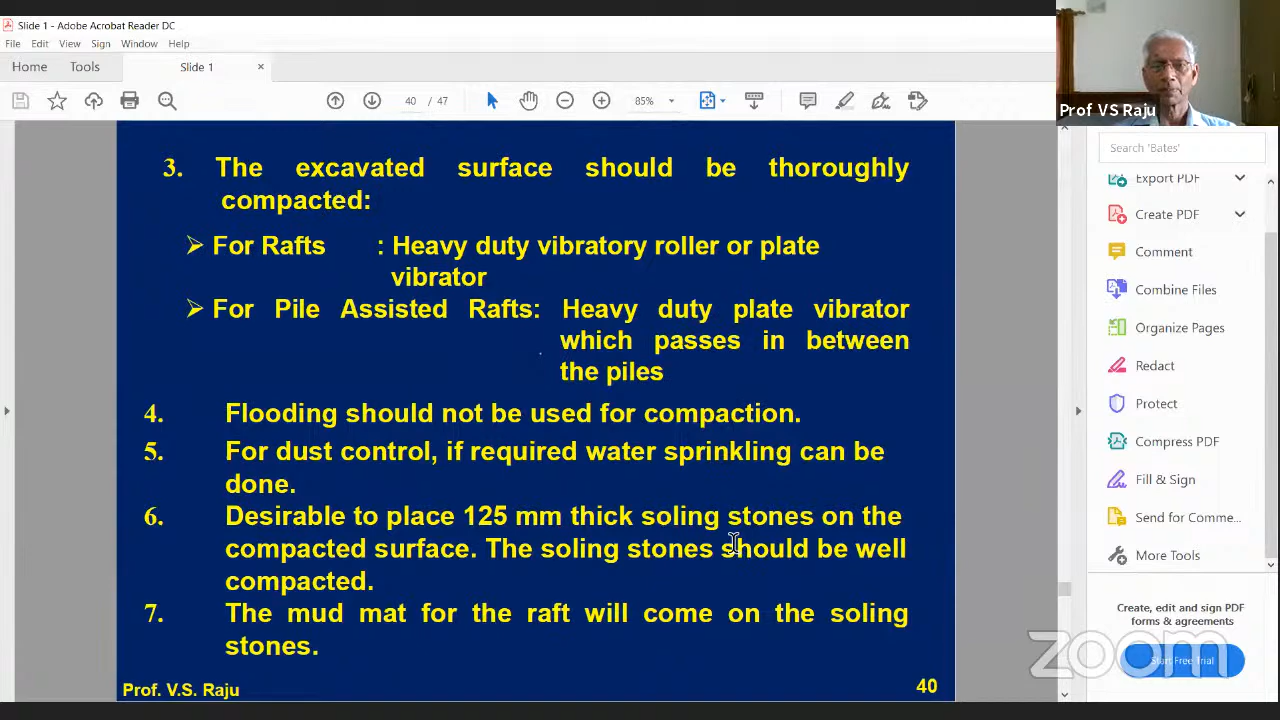 Slide 1 - Adobe Acrobat Reader DC
File Edit View Sign Window Help
Home Tools Slide 1 ×
40 / 47 85%
Prof VS Raju
Search 'Bates'
Export PDF
Create PDF
Comment
Combine Files
Organize Pages
Redact
Protect
Compress PDF
Fill & Sign
Send for Comme...
More Tools
Create, edit and sign PDF
forms & agreements
Start Free Trial
zoom
3. The excavated surface should be thoroughly
compacted:
➢ For Rafts : Heavy duty vibratory roller or plate
vibrator
➢ For Pile Assisted Rafts: Heavy duty plate vibrator
which passes in between
the piles
4. Flooding should not be used for compaction.
5. For dust control, if required water sprinkling can be
done.
6. Desirable to place 125 mm thick soling stones on the
compacted surface. The soling stones should be well
compacted.
7. The mud mat for the raft will come on the soling
stones.
Prof. V.S. Raju 40